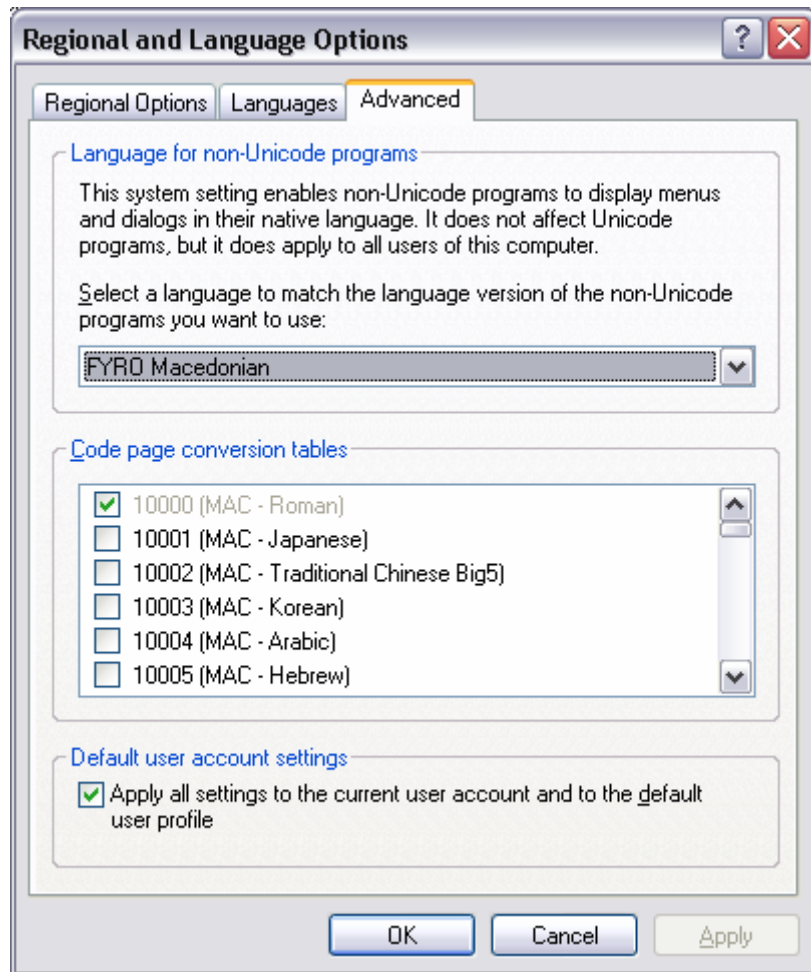 Regional and Language Options
Regional Options Languages Advanced
Language for non-Unicode programs
This system setting enables non-Unicode programs to display menus
and dialogs in their native language. It does not affect Unicode
programs, but it does apply to all users of this computer.
Select a language to match the language version of the non-Unicode
programs you want to use:
FYRO Macedonian
Code page conversion tables
10000 (MAC - Roman)
10001 (MAC - Japanese)
10002 (MAC - Traditional Chinese Big5)
10003 (MAC - Korean)
10004 (MAC - Arabic)
10005 (MAC - Hebrew)
Default user account settings
Apply all settings to the current user account and to the default
user profile
OK Cancel Apply